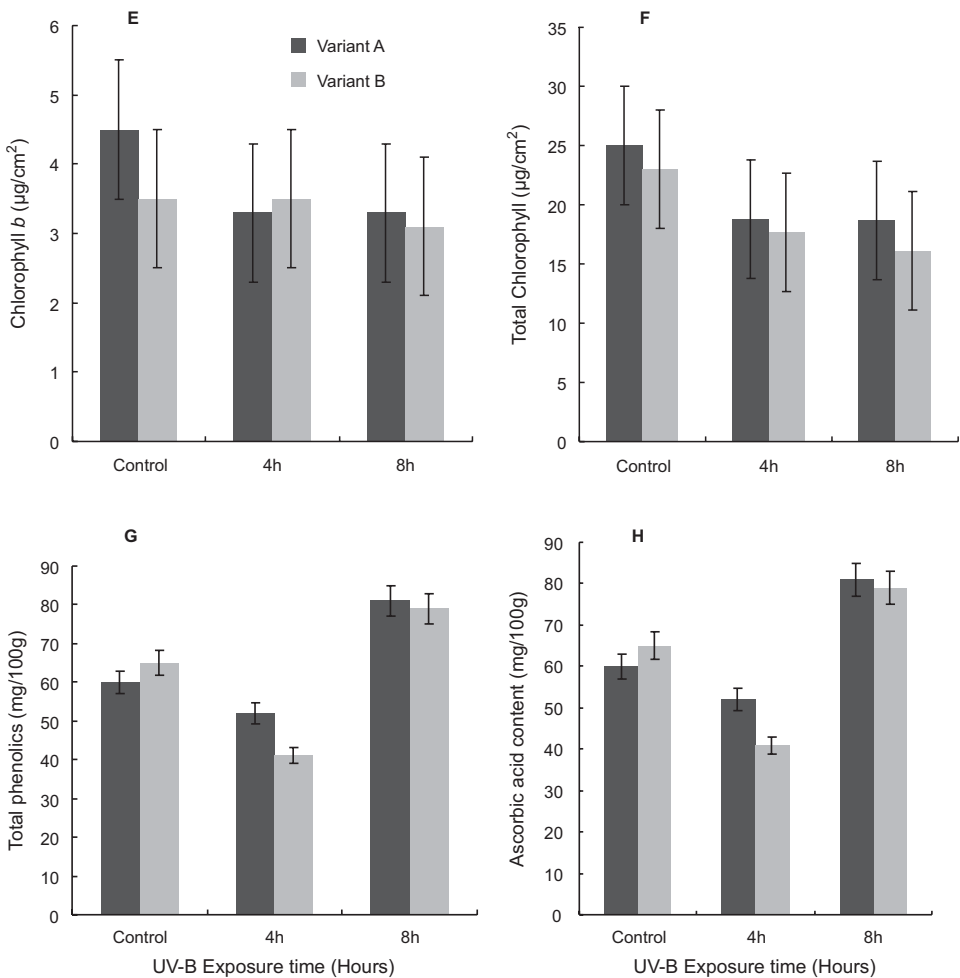 E
Variant A
Variant B
Chlorophyll b (μg/cm²)
6
5
4
3
2
1
0
Control 4h 8h
F
Total Chlorophyll (μg/cm²)
35
30
25
20
15
10
5
0
Control 4h 8h
G
Total phenolics (mg/100g)
90
80
70
60
50
40
30
20
10
0
Control 4h 8h
UV-B Exposure time (Hours)
H
Ascorbic acid content (mg/100g)
90
80
70
60
50
40
30
20
10
0
Control 4h 8h
UV-B Exposure time (Hours)